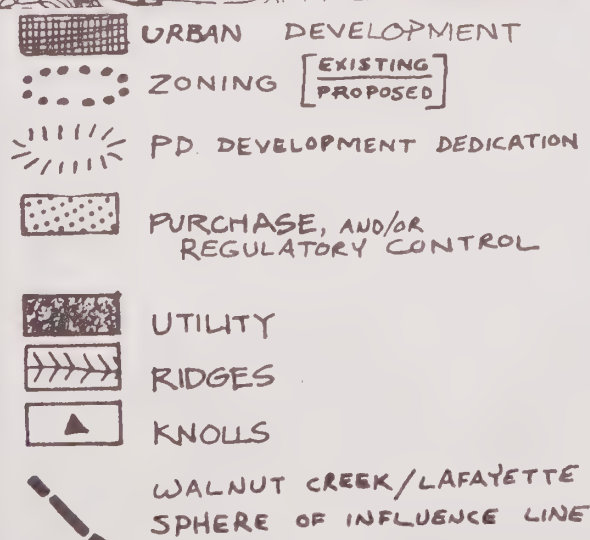 URBAN DEVELOPMENT
ZONING [EXISTING
PROPOSED]
P.D. DEVELOPMENT DEDICATION
PURCHASE, AND/OR
REGULATORY CONTROL
UTILITY
RIDGES
KNOLLS
WALNUT CREEK/LAFAYETTE
SPHERE OF INFLUENCE LINE